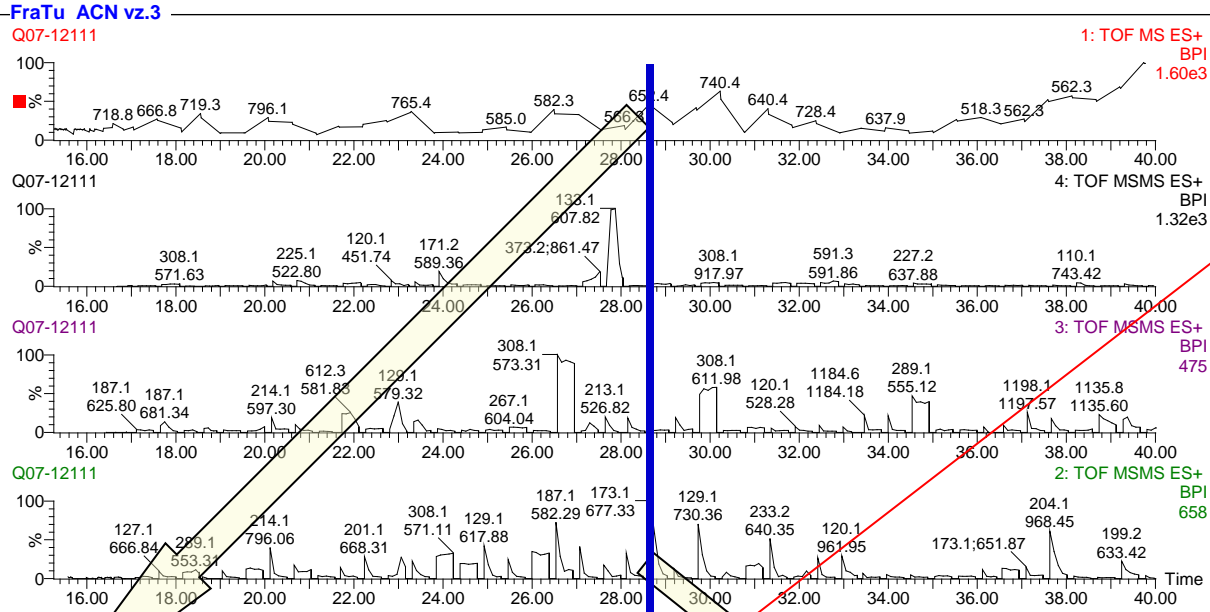 FraTu ACN vz.3
Q07-12111
1: TOF MS ES+
BPI
1.60e3
100
%
0
718.8 666.8 719.3 796.1 765.4 585.0 582.3 566.3 740.4 640.4 728.4 637.9 518.3 562.3 562.3
16.00 18.00 20.00 22.00 24.00 26.00 28.00 30.00 32.00 34.00 36.00 38.00 40.00
Q07-12111
4: TOF MSMS ES+
BPI
1.32e3
100
%
0
308.1 225.1 120.1 171.2 373.2;861.47 133.1 308.1 591.3 227.2 110.1
571.63 522.80 451.74 589.36 607.82 917.97 591.86 637.88 743.42
16.00 18.00 20.00 22.00 24.00 26.00 28.00 30.00 32.00 34.00 36.00 38.00 40.00
Q07-12111
3: TOF MSMS ES+
BPI
475
100
%
0
187.1 187.1 214.1 612.3 129.1 267.1 308.1 213.1 308.1 120.1 1184.6 289.1 1198.1 1135.8
625.80 681.34 597.30 581.83 579.32 604.04 573.31 526.82 611.98 528.28 1184.18 555.12 1197.57 1135.60
16.00 18.00 20.00 22.00 24.00 26.00 28.00 30.00 32.00 34.00 36.00 38.00 40.00
Q07-12111
2: TOF MSMS ES+
BPI
658
100
%
0
127.1 289.1 214.1 201.1 308.1 129.1 187.1 173.1 129.1 233.2 120.1 173.1;651.87 204.1 199.2
666.84 553.31 796.06 668.31 571.11 617.88 582.29 677.33 730.36 640.35 961.95 968.45 633.42
Time
16.00 18.00 20.00 22.00 24.00 26.00 28.00 30.00 32.00 34.00 36.00 38.00 40.00